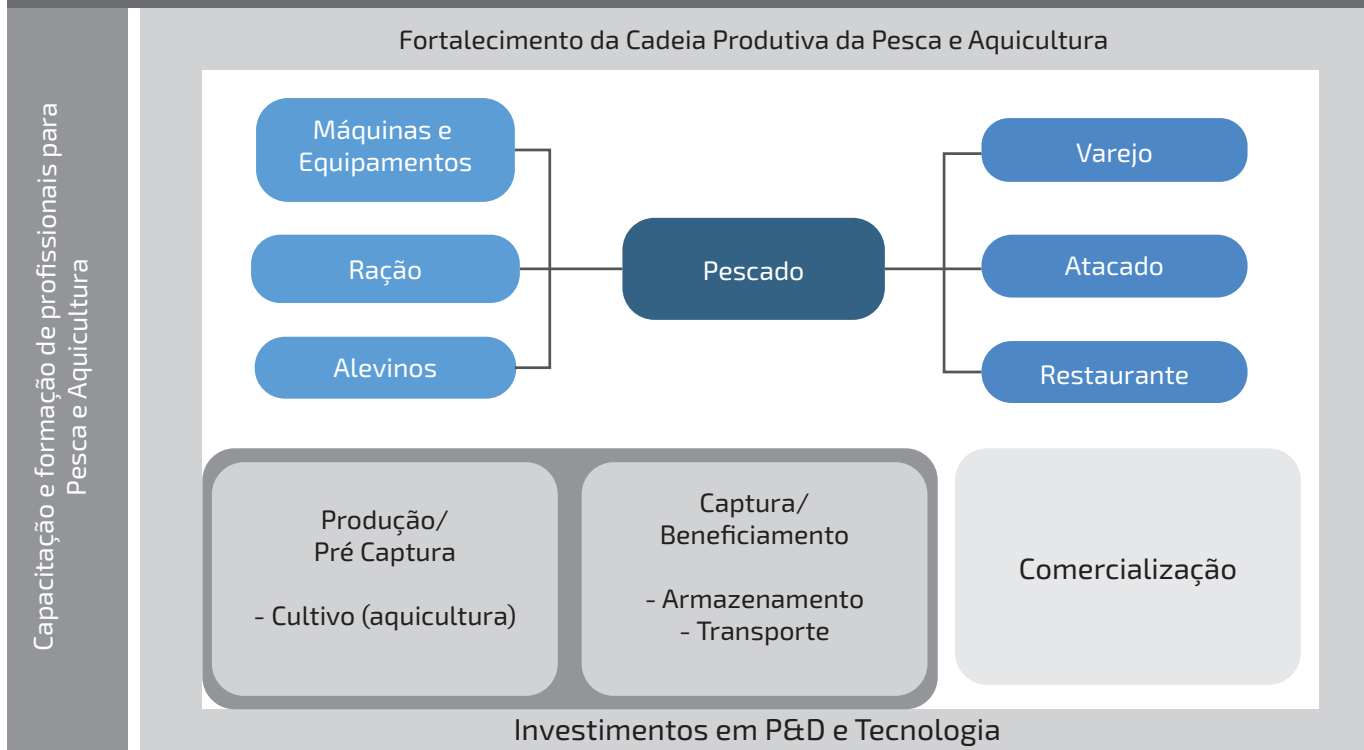 Fortalecimento da Cadeia Produtiva da Pesca e Aquicultura
Capacitação e formação de profissionais para
Pesca e Aquicultura
Máquinas e
Equipamentos
Ração
Alevinos
Pescado
Varejo
Atacado
Restaurante
Produção/
Pré Captura
- Cultivo (aquicultura)
Captura/
Beneficiamento
- Armazenamento
- Transporte
Comercialização
Investimentos em P&D e Tecnologia